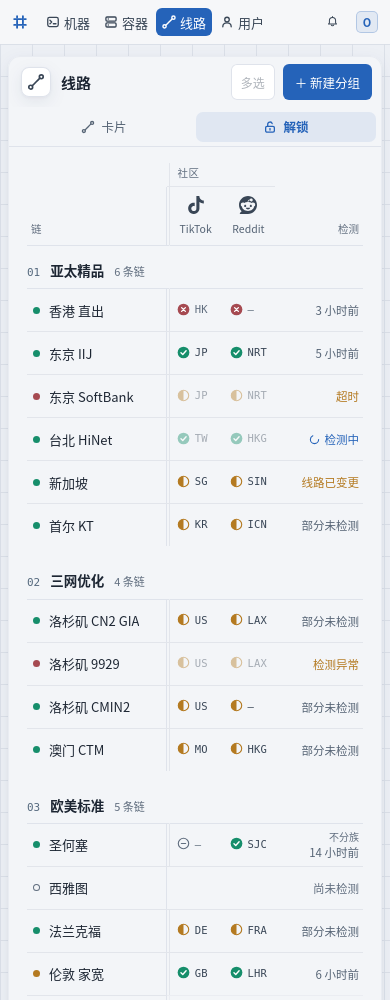 机器 容器 线路 用户 O
线路 多选 新建分组
卡片 解锁
社区
链 TikTok Reddit 检测
01 亚太精品 6 条链
香港 直出 HK – 3 小时前
东京 IIJ JP NRT 5 小时前
东京 SoftBank JP NRT 超时
台北 HiNet TW HKG 检测中
新加坡 SG SIN 线路已变更
首尔 KT KR ICN 部分未检测
02 三网优化 4 条链
洛杉矶 CN2 GIA US LAX 部分未检测
洛杉矶 9929 US LAX 检测异常
洛杉矶 CMIN2 US – 部分未检测
澳门 CTM MO HKG 部分未检测
03 欧美标准 5 条链
不分族
圣何塞 – SJC 14 小时前
西雅图 尚未检测
法兰克福 DE FRA 部分未检测
伦敦 家宽 GB LHR 6 小时前